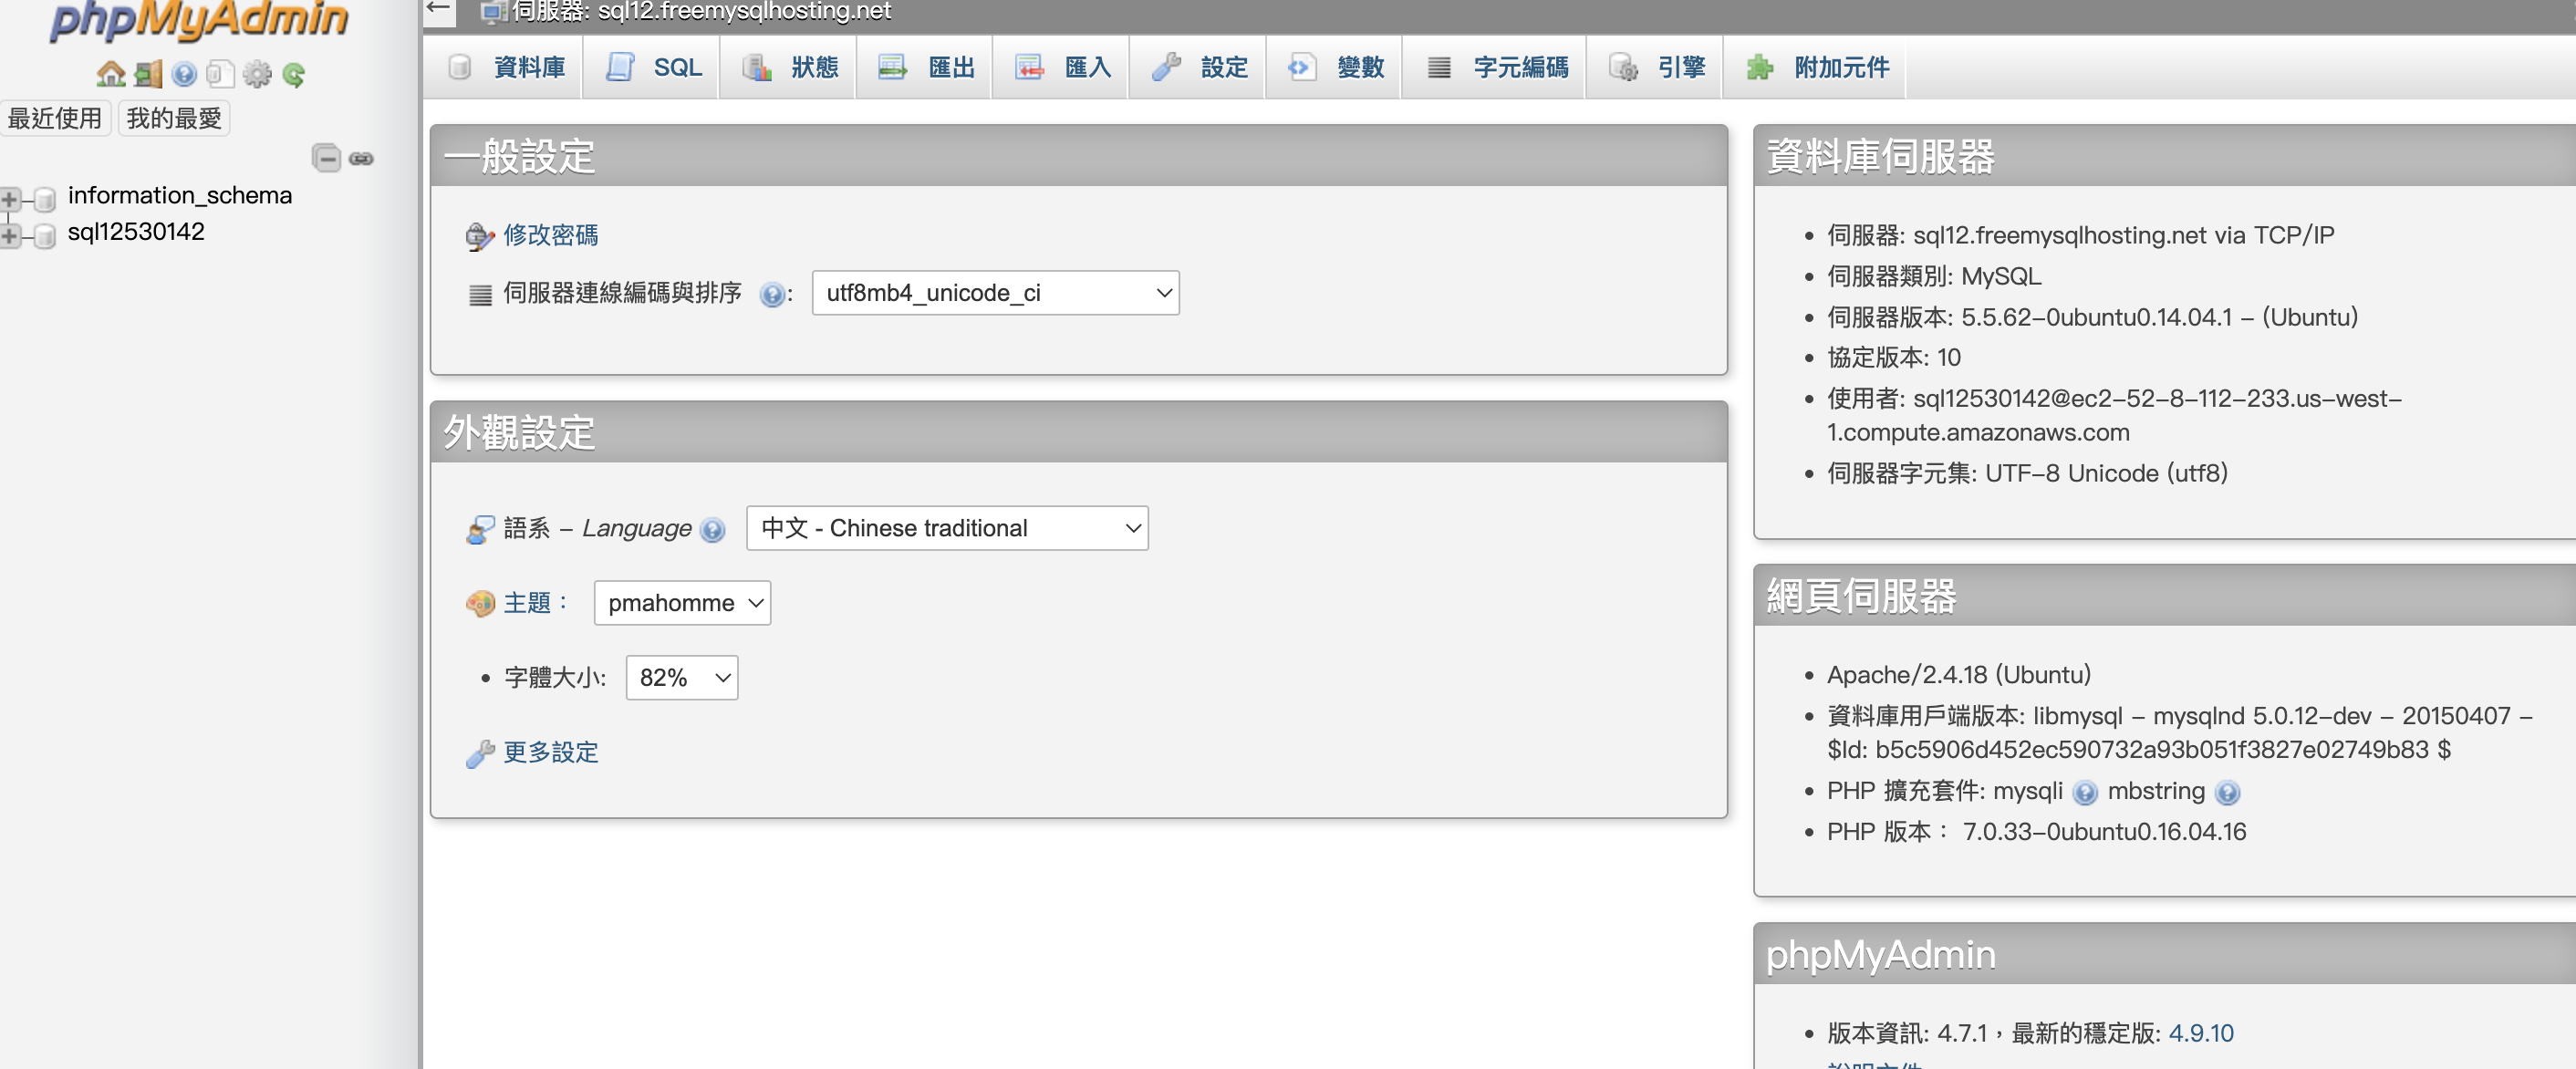 phpMyAdmin
最近使用 我的最愛
information_schema
sql12530142
伺服器: sql12.freemysqlhosting.net
資料庫 SQL 狀態 匯出 匯入 設定 變數 字元編碼 引擎 附加元件
一般設定
修改密碼
伺服器連線編碼與排序 : utf8mb4_unicode_ci
外觀設定
語系 – Language 中文 - Chinese traditional
主題： pmahomme
字體大小: 82%
更多設定
資料庫伺服器
伺服器: sql12.freemysqlhosting.net via TCP/IP
伺服器類別: MySQL
伺服器版本: 5.5.62-0ubuntu0.14.04.1 – (Ubuntu)
協定版本: 10
使用者: sql12530142@ec2-52-8-112-233.us-west-
1.compute.amazonaws.com
伺服器字元集: UTF-8 Unicode (utf8)
網頁伺服器
Apache/2.4.18 (Ubuntu)
資料庫用戶端版本: libmysql – mysqlnd 5.0.12-dev – 20150407 –
$Id: b5c5906d452ec590732a93b051f3827e02749b83 $
PHP 擴充套件: mysqli mbstring
PHP 版本： 7.0.33-0ubuntu0.16.04.16
phpMyAdmin
版本資訊: 4.7.1，最新的穩定版: 4.9.10